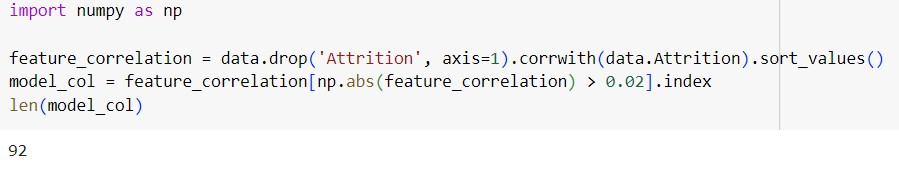 import numpy as np
feature_correlation = data.drop('Attrition', axis=1).corrwith(data.Attrition).sort_values()
model_col = feature_correlation[np.abs(feature_correlation) > 0.02].index
len(model_col)
92